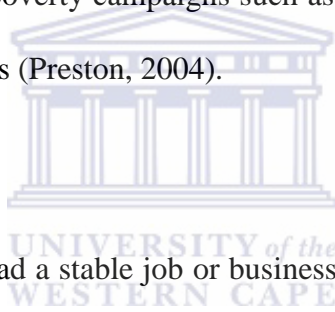 overty campaigns such as
s (Preston, 2004).
UNIVERSITY of the
ad a stable job or business
WESTERN CAPE